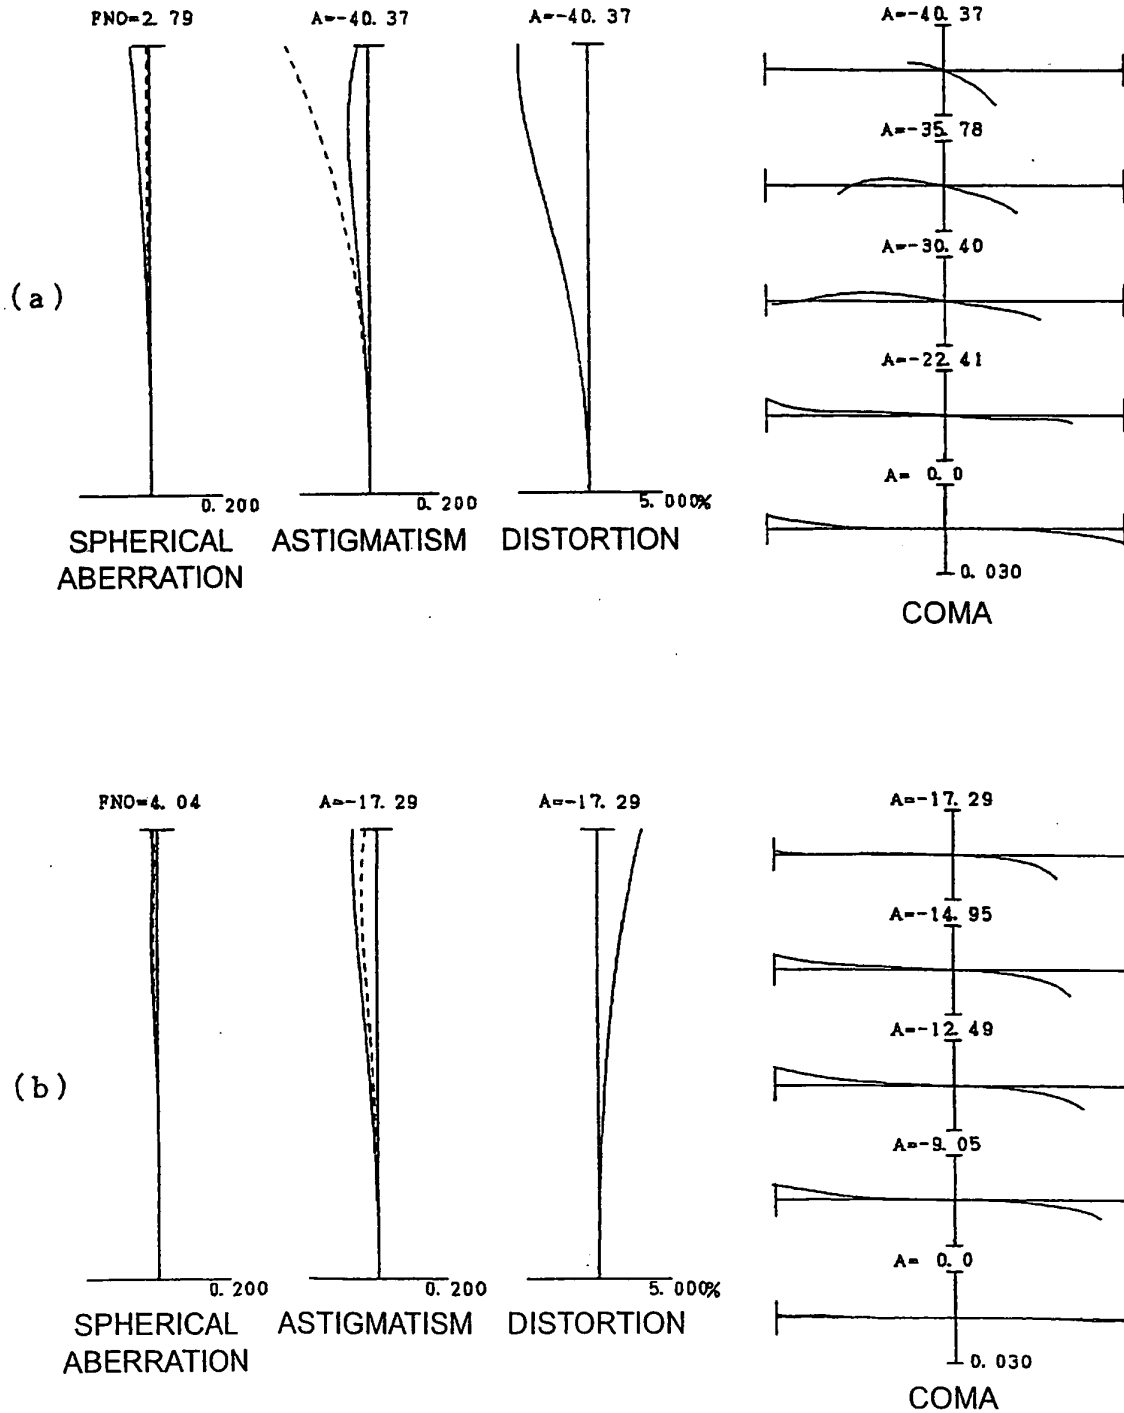 FNO=2. 79
A=-40. 37
A=-40. 37
A=-40. 37
A=-35. 78
A=-30. 40
A=-22. 41
A= 0. 0
0. 030
COMA
(a)
0. 200
0. 200
5. 000%
SPHERICAL
ABERRATION
ASTIGMATISM
DISTORTION
FNO=4. 04
A=-17. 29
A=-17. 29
A=-17. 29
A=-14. 95
A=-12. 49
A=-9. 05
A= 0. 0
0. 030
COMA
(b)
0. 200
0. 200
5. 000%
SPHERICAL
ABERRATION
ASTIGMATISM
DISTORTION